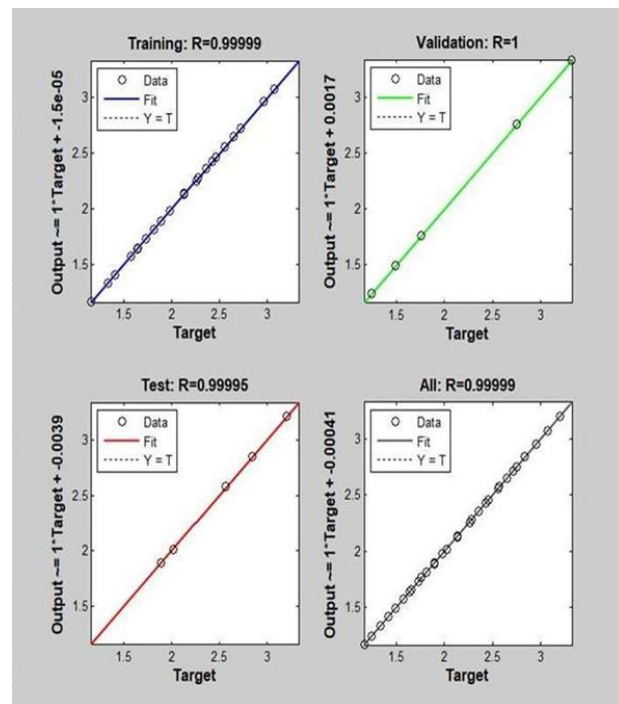 Training: R=0.99999
Output ~= 1*Target + -1.5e-05
Data
Fit
Y = T
3
2.5
2
1.5
1.5 2 2.5 3
Target
Validation: R=1
Output ~= 1*Target + 0.0017
Data
Fit
Y = T
3
2.5
2
1.5
1.5 2 2.5 3
Target
Test: R=0.99995
Output ~= 1*Target + -0.0039
Data
Fit
Y = T
3
2.5
2
1.5
1.5 2 2.5 3
Target
All: R=0.99999
Output ~= 1*Target + -0.00041
Data
Fit
Y = T
3
2.5
2
1.5
1.5 2 2.5 3
Target